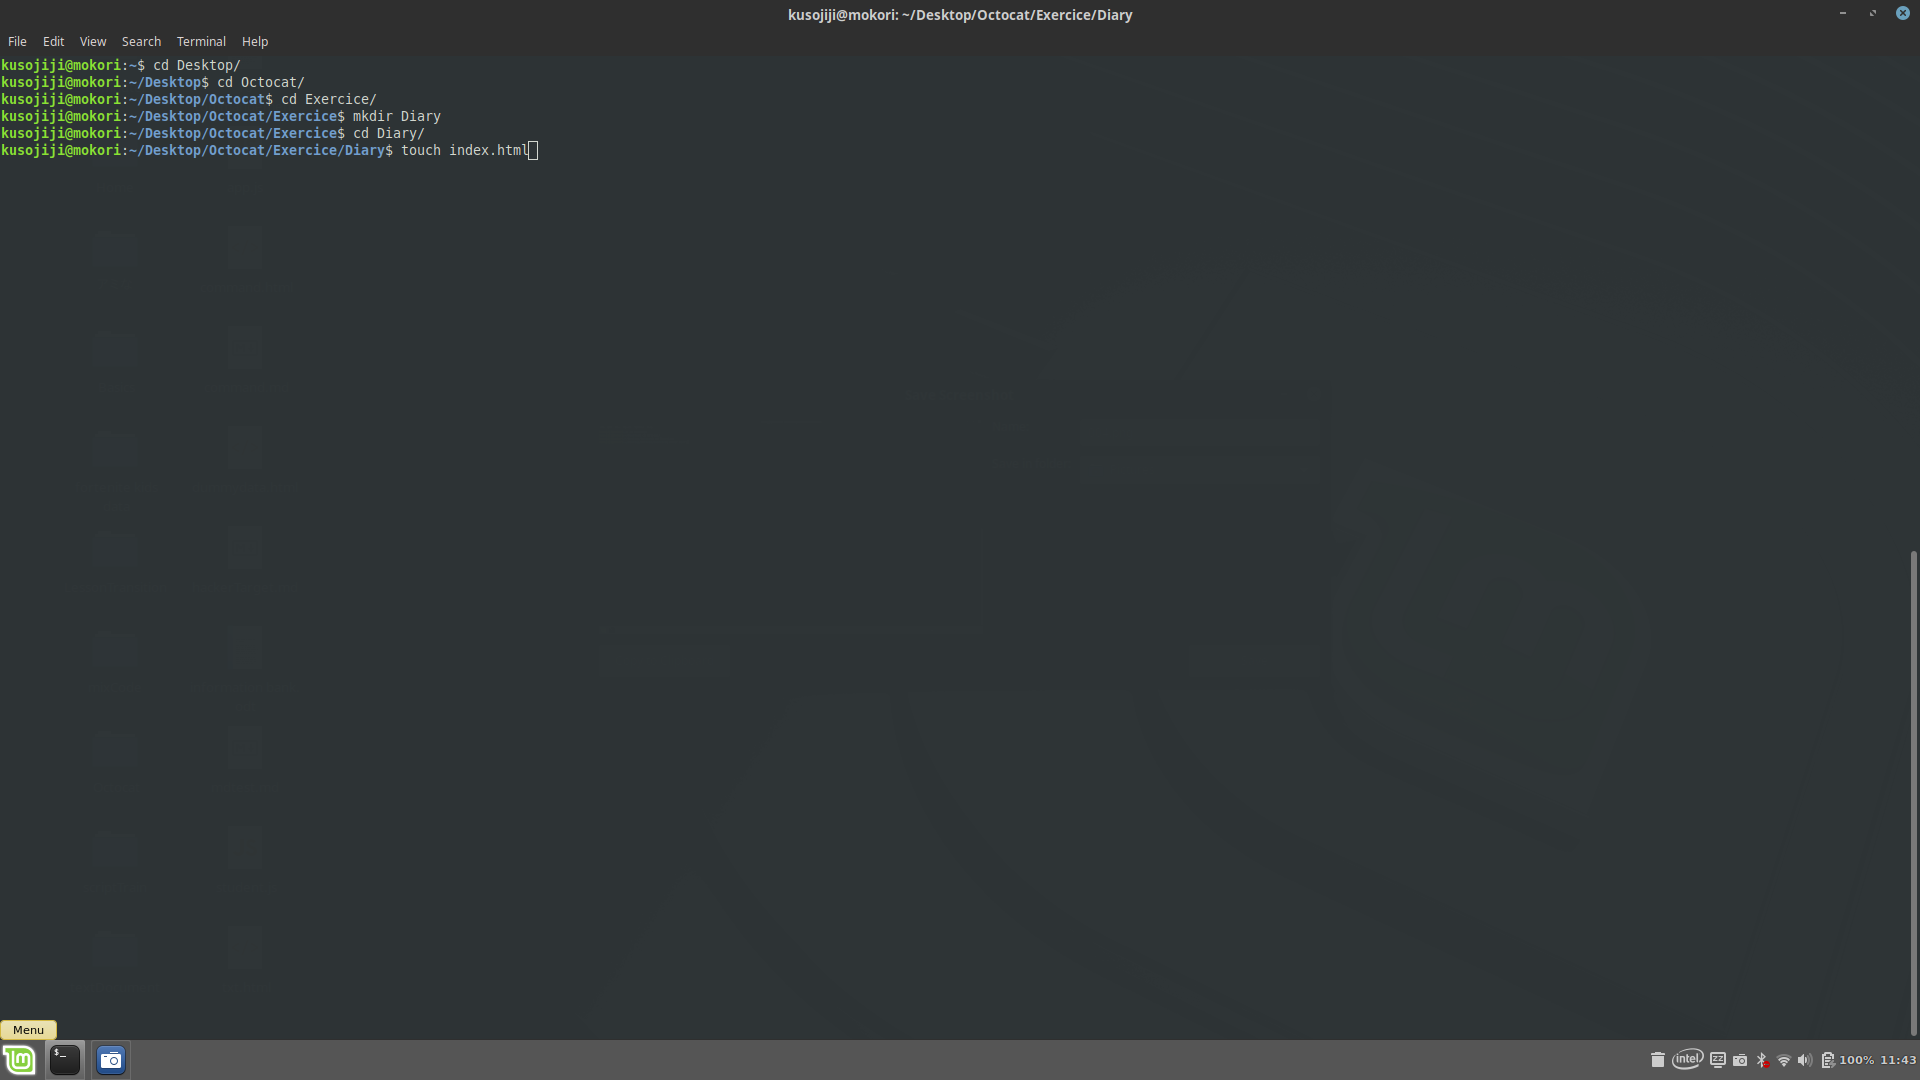 kusojiji@mokori: ~/Desktop/Octocat/Exercice/Diary
File Edit View Search Terminal Help
kusojiji@mokori:~$ cd Desktop/
kusojiji@mokori:~/Desktop$ cd Octocat/
kusojiji@mokori:~/Desktop/Octocat$ cd Exercice/
kusojiji@mokori:~/Desktop/Octocat/Exercice$ mkdir Diary
kusojiji@mokori:~/Desktop/Octocat/Exercice$ cd Diary/
kusojiji@mokori:~/Desktop/Octocat/Exercice/Diary$ touch index.html
Menu
$_
intel
zz
100% 11:43